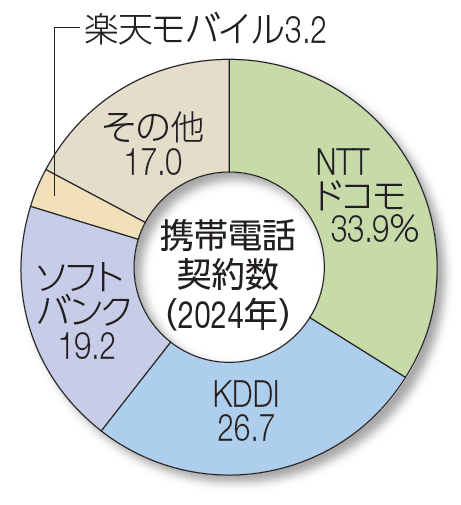 楽天モバイル3.2
その他
17.0
NTT
ドコモ
33.9%
携帯電話
契約数
(2024年)
ソフト
バンク
19.2
KDDI
26.7